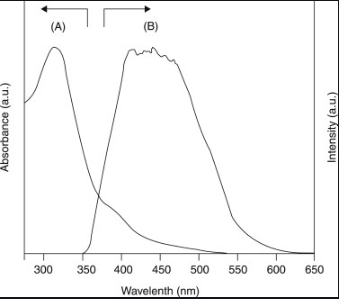 (A) (B)
Absorbance (a.u.)
Intensity (a.u.)
300 350 400 450 500 550 600 650
Wavelenth (nm)